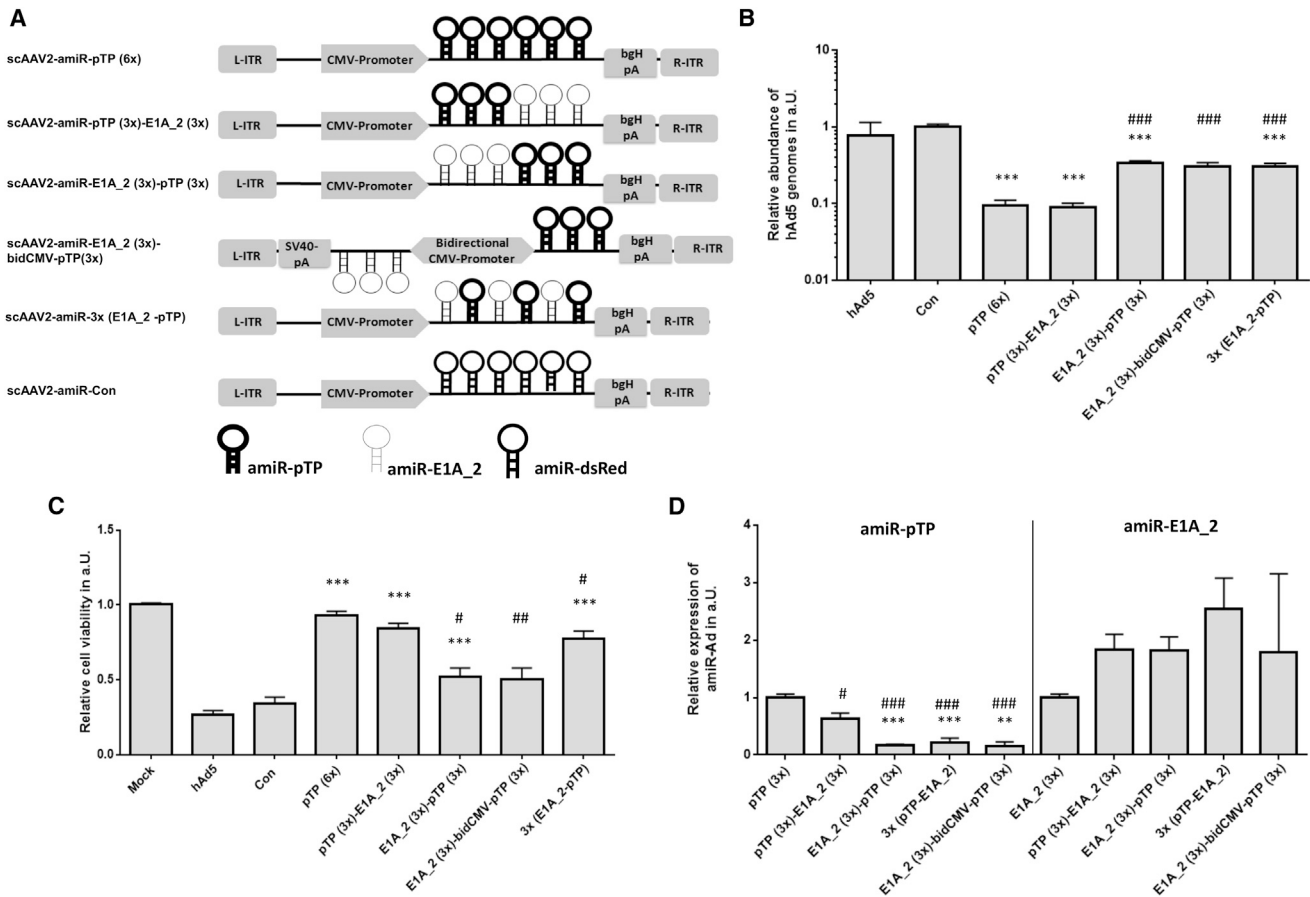 A
scAAV2-amiR-pTP (6x)
L-ITR
CMV-Promoter
bgH
pA
R-ITR
scAAV2-amiR-pTP (3x)-E1A_2 (3x)
L-ITR
CMV-Promoter
bgH
pA
R-ITR
scAAV2-amiR-E1A_2 (3x)-pTP (3x)
L-ITR
CMV-Promoter
bgH
pA
R-ITR
scAAV2-amiR-E1A_2 (3x)-
bidCMV-pTP(3x)
L-ITR
SV40-
pA
Bidirectional
CMV-Promoter
bgH
pA
R-ITR
scAAV2-amiR-3x (E1A_2 -pTP)
L-ITR
CMV-Promoter
bgH
pA
R-ITR
scAAV2-amiR-Con
L-ITR
CMV-Promoter
bgH
pA
R-ITR
amiR-pTP
amiR-E1A_2
amiR-dsRed
B
Relative abundance of
hAd5 genomes in a.U.
10
1
0.1
0.01
***
***
###
***
###
###
***
hAd5
Con
pTP (6x)
pTP (3x)-E1A_2 (3x)
E1A_2 (3x)-pTP (3x)
E1A_2 (3x)-bidCMV-pTP (3x)
3x (E1A_2-pTP)
C
Relative cell viability in a.U.
1.5
1.0
0.5
0.0
***
***
#
***
##
#
***
Mock
hAd5
Con
pTP (6x)
pTP (3x)-E1A_2 (3x)
E1A_2 (3x)-pTP (3x)
E1A_2 (3x)-bidCMV-pTP (3x)
3x (E1A_2-pTP)
D
Relative expression of
amiR-Ad in a.U.
4
3
2
1
0
amiR-pTP
amiR-E1A_2
#
###
***
###
***
###
**
pTP (3x)
pTP (3x)-E1A_2 (3x)
E1A_2 (3x)-pTP (3x)
3x (pTP-E1A_2)
E1A_2 (3x)-bidCMV-pTP (3x)
E1A_2 (3x)
pTP (3x)-E1A_2 (3x)
E1A_2 (3x)-pTP (3x)
3x (pTP-E1A_2)
E1A_2 (3x)-bidCMV-pTP (3x)